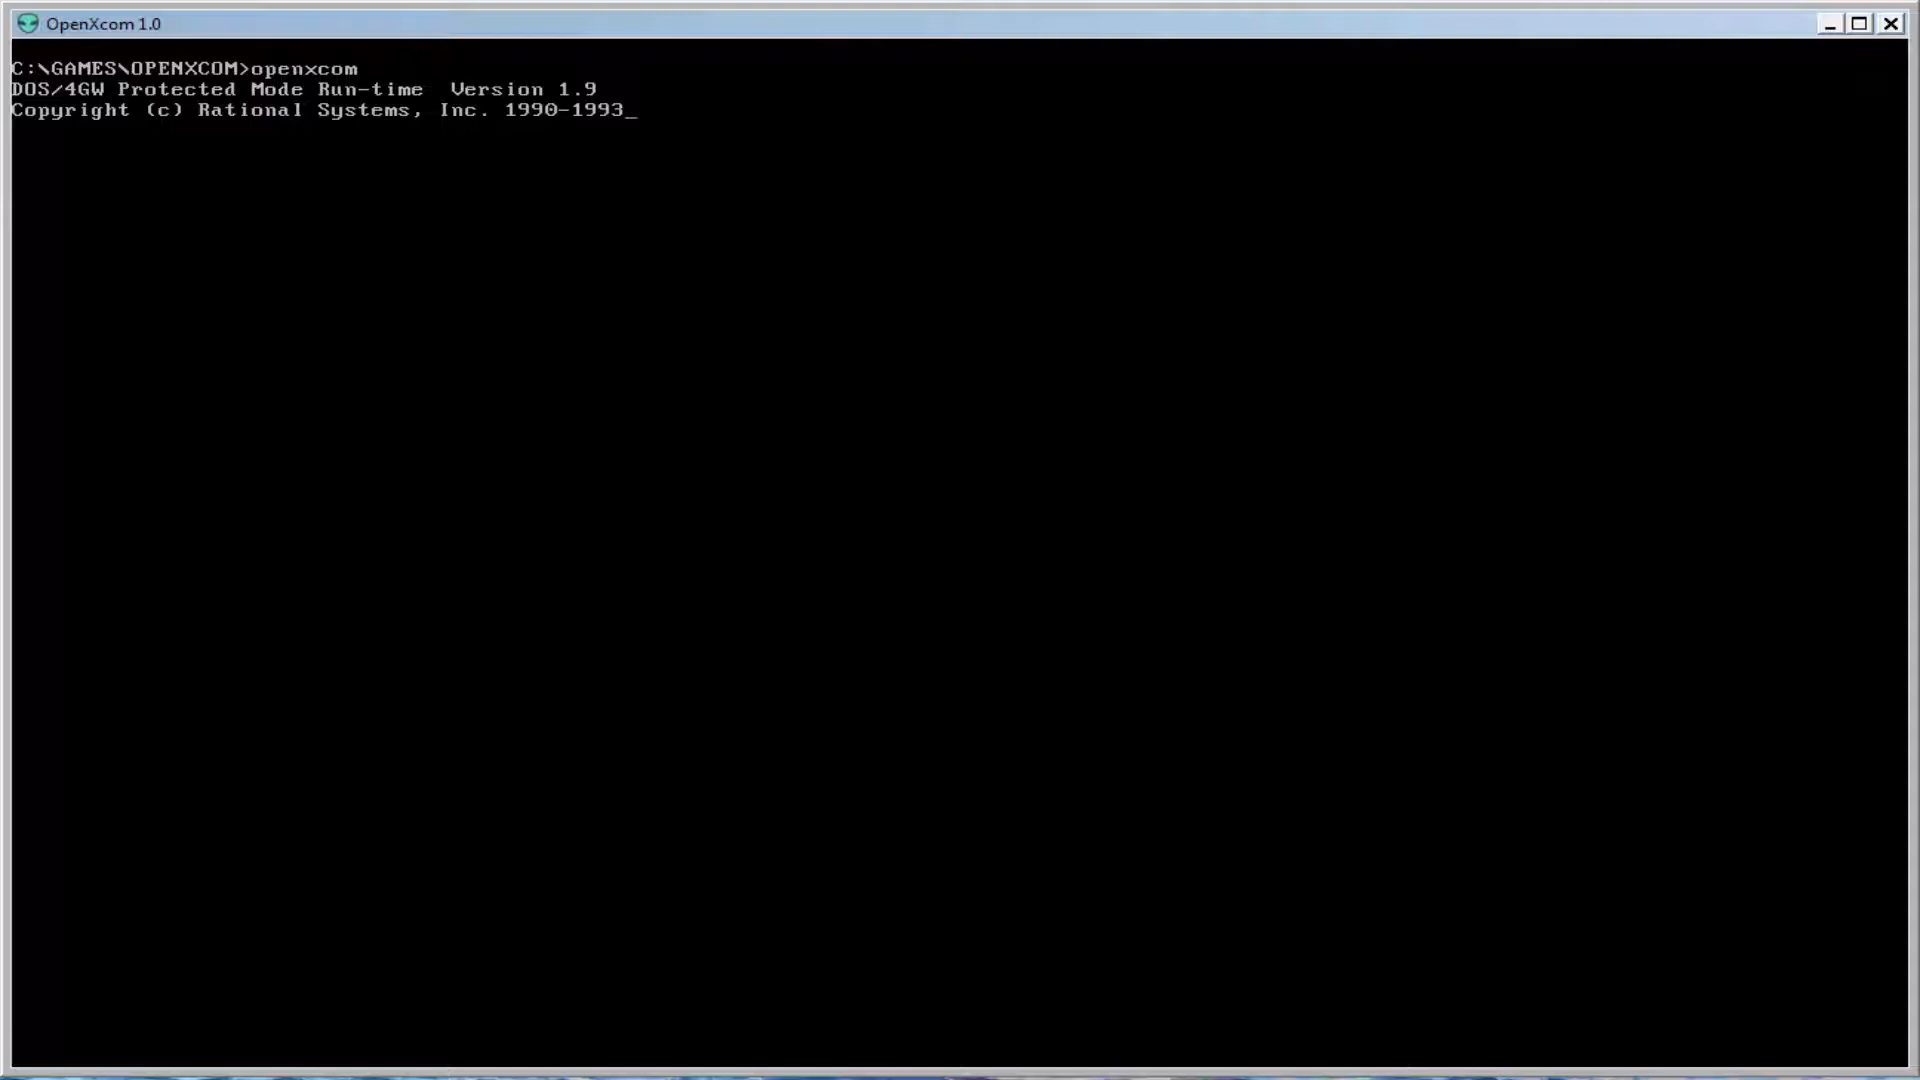 OpenXcom 1.0
C:\GAMES\OPENXCOM>openxcom
DOS/4GW Protected Mode Run-time  Version 1.9
Copyright (c) Rational Systems, Inc. 1990-1993_